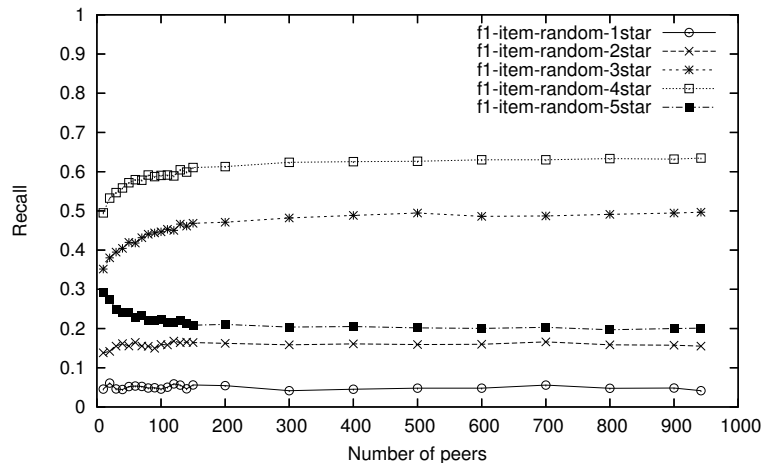 1
0.9
0.8
0.7
0.6
0.5
0.4
0.3
0.2
0.1
0
Recall
f1-item-random-1star
f1-item-random-2star
f1-item-random-3star
f1-item-random-4star
f1-item-random-5star
0 100 200 300 400 500 600 700 800 900 1000
Number of peers